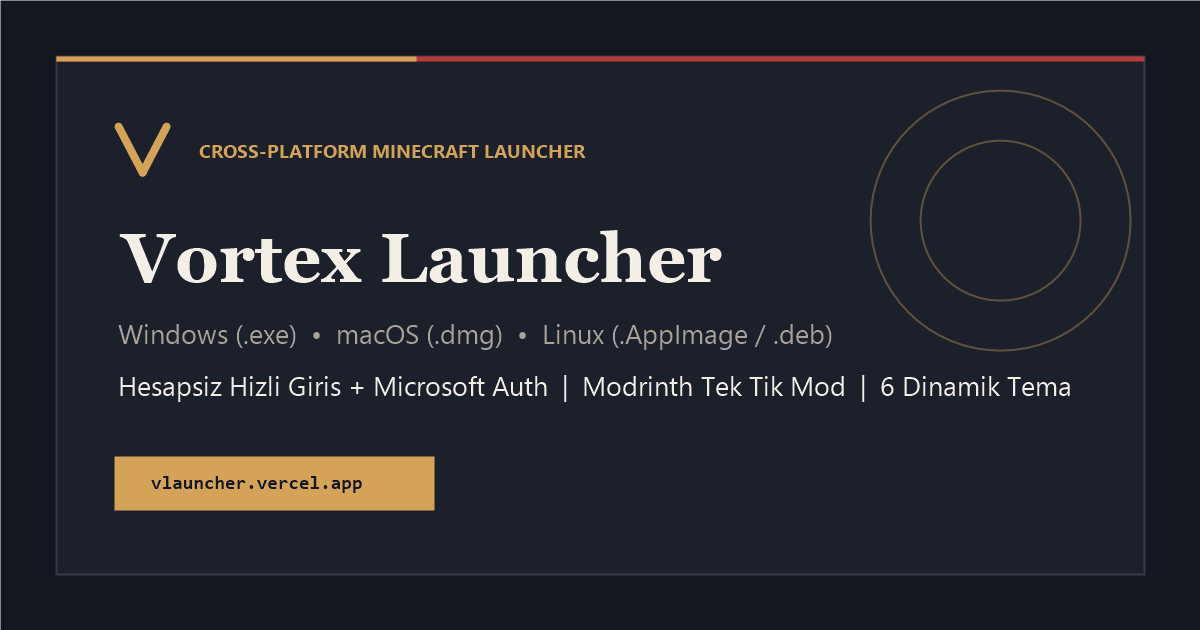 CROSS-PLATFORM MINECRAFT LAUNCHER
Vortex Launcher
Windows (.exe) • macOS (.dmg) • Linux (.AppImage / .deb)
Hesapsiz Hizli Giris + Microsoft Auth | Modrinth Tek Tik Mod | 6 Dinamik Tema
vlauncher.vercel.app